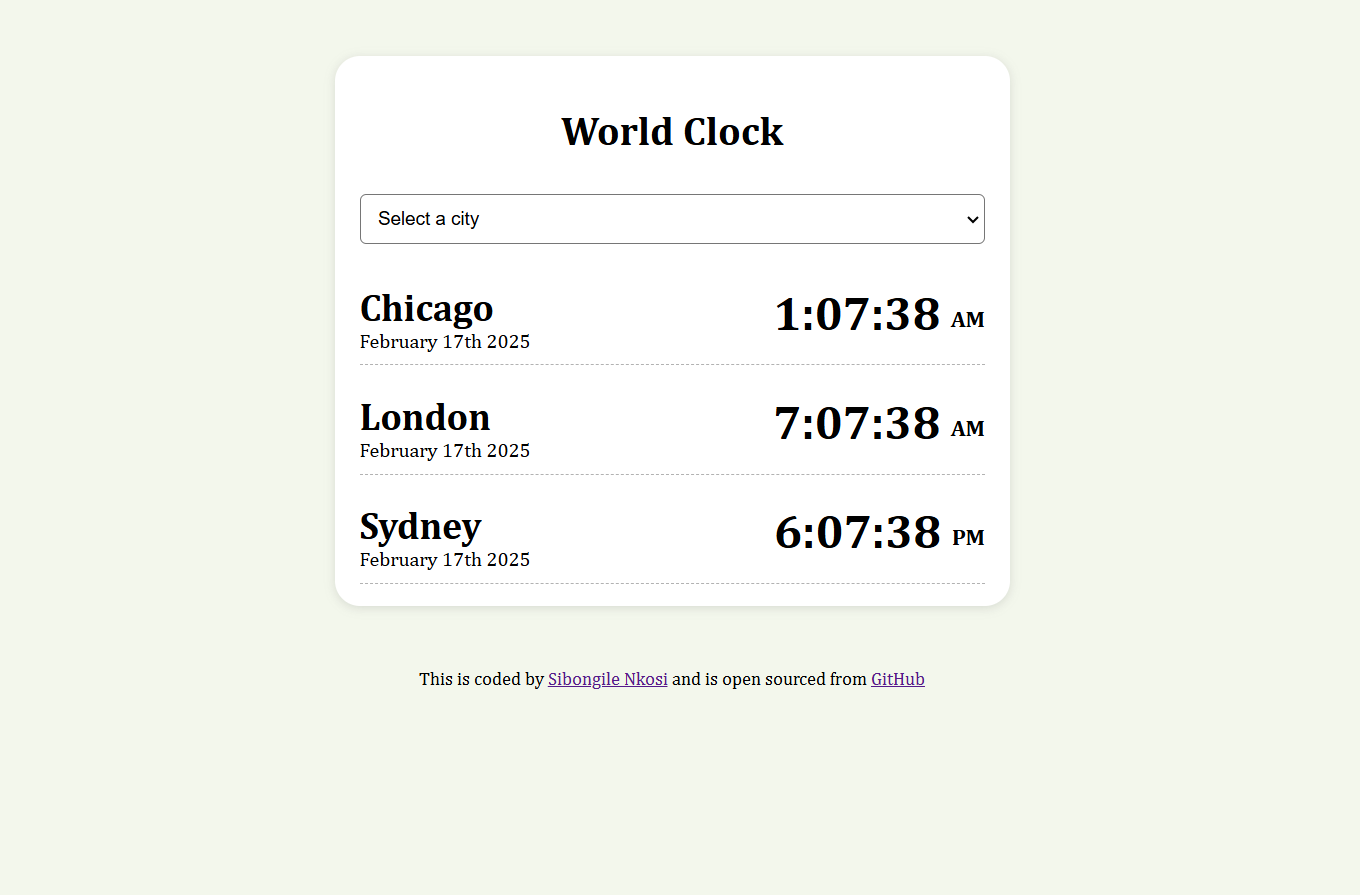 World Clock
Select a city
Chicago
1:07:38 AM
February 17th 2025
London
7:07:38 AM
February 17th 2025
Sydney
6:07:38 PM
February 17th 2025
This is coded by Sibongile Nkosi and is open sourced from GitHub